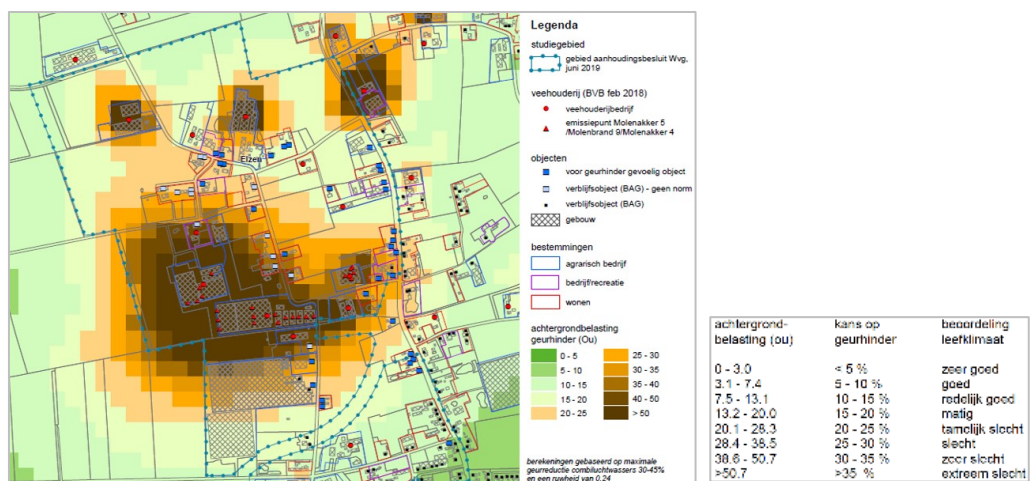 Elzen
Legenda
studiegebied
gebied aanhoudingsbesluit Wvg,
juni 2019
veehouderij (BVB feb 2018)
veehouderijbedrijf
emissiepunt Molenakker 5
/Molenbrand 9/Molenakker 4
objecten
voor geurhinder gevoelig object
verblijfsobject (BAG) - geen norm
verblijfsobject (BAG)
gebouw
bestemmingen
agrarisch bedrijf
bedrijf/recreatie
wonen
achtergrondbelasting
geurhinder (Ou)
0 - 5 25 - 30
5 - 10 30 - 35
10 - 15 35 - 40
15 - 20 40 - 50
20 - 25 > 50
berekeningen gebaseerd op maximale
geurreductie combiluchtwassers 30-45%
en een ruwheid van 0.24
achtergrond- kans op beoordeling
belasting (ou) geurhinder leefklimaat
0 - 3.0 < 5 % zeer goed
3.1 - 7.4 5 - 10 % goed
7.5 - 13.1 10 - 15 % redelijk goed
13.2 - 20.0 15 - 20 % matig
20.1 - 28.3 20 - 25 % tamelijk slecht
28.4 - 38.5 25 - 30 % slecht
38.6 - 50.7 30 - 35 % zeer slecht
>50.7 >35 % extreem slecht